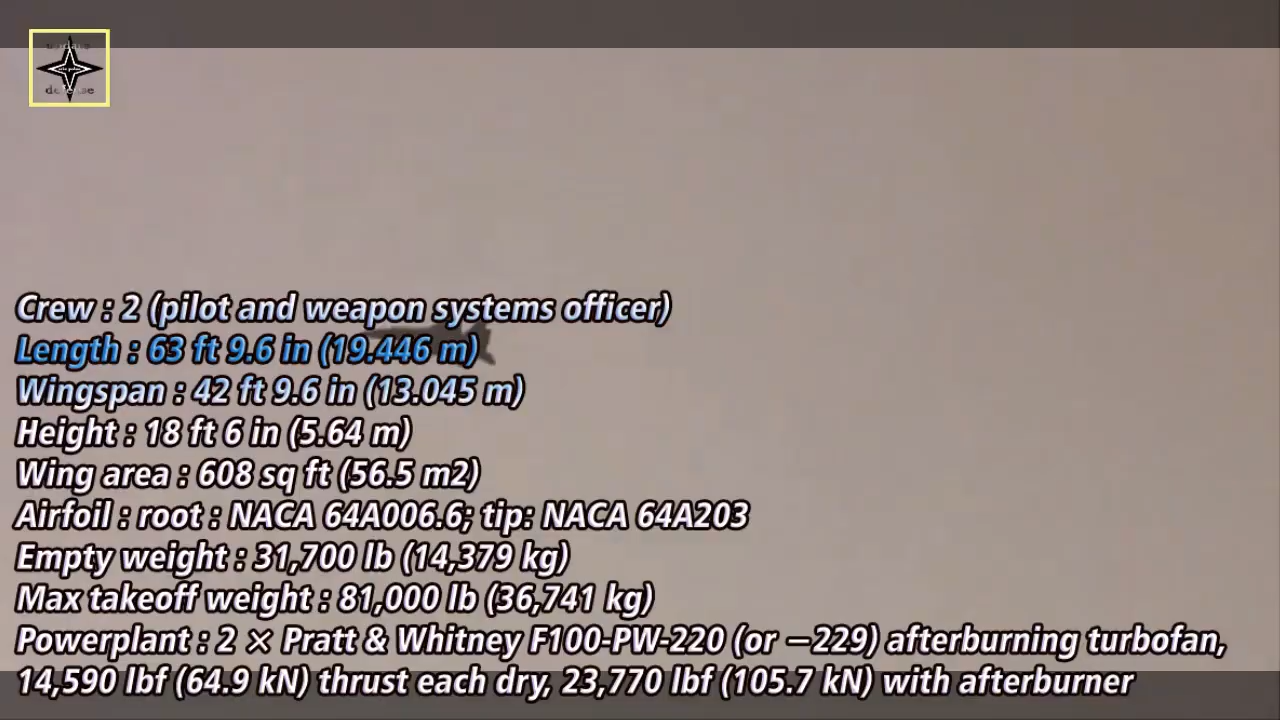 Crew : 2 (pilot and weapon systems officer)
Length : 63 ft 9.6 in (19.446 m)
Wingspan : 42 ft 9.6 in (13.045 m)
Height : 18 ft 6 in (5.64 m)
Wing area : 608 sq ft (56.5 m2)
Airfoil : root : NACA 64A006.6; tip: NACA 64A203
Empty weight : 31,700 lb (14,379 kg)
Max takeoff weight : 81,000 lb (36,741 kg)
Powerplant : 2 × Pratt & Whitney F100-PW-220 (or −229) afterburning turbofan,
14,590 lbf (64.9 kN) thrust each dry, 23,770 lbf (105.7 kN) with afterburner